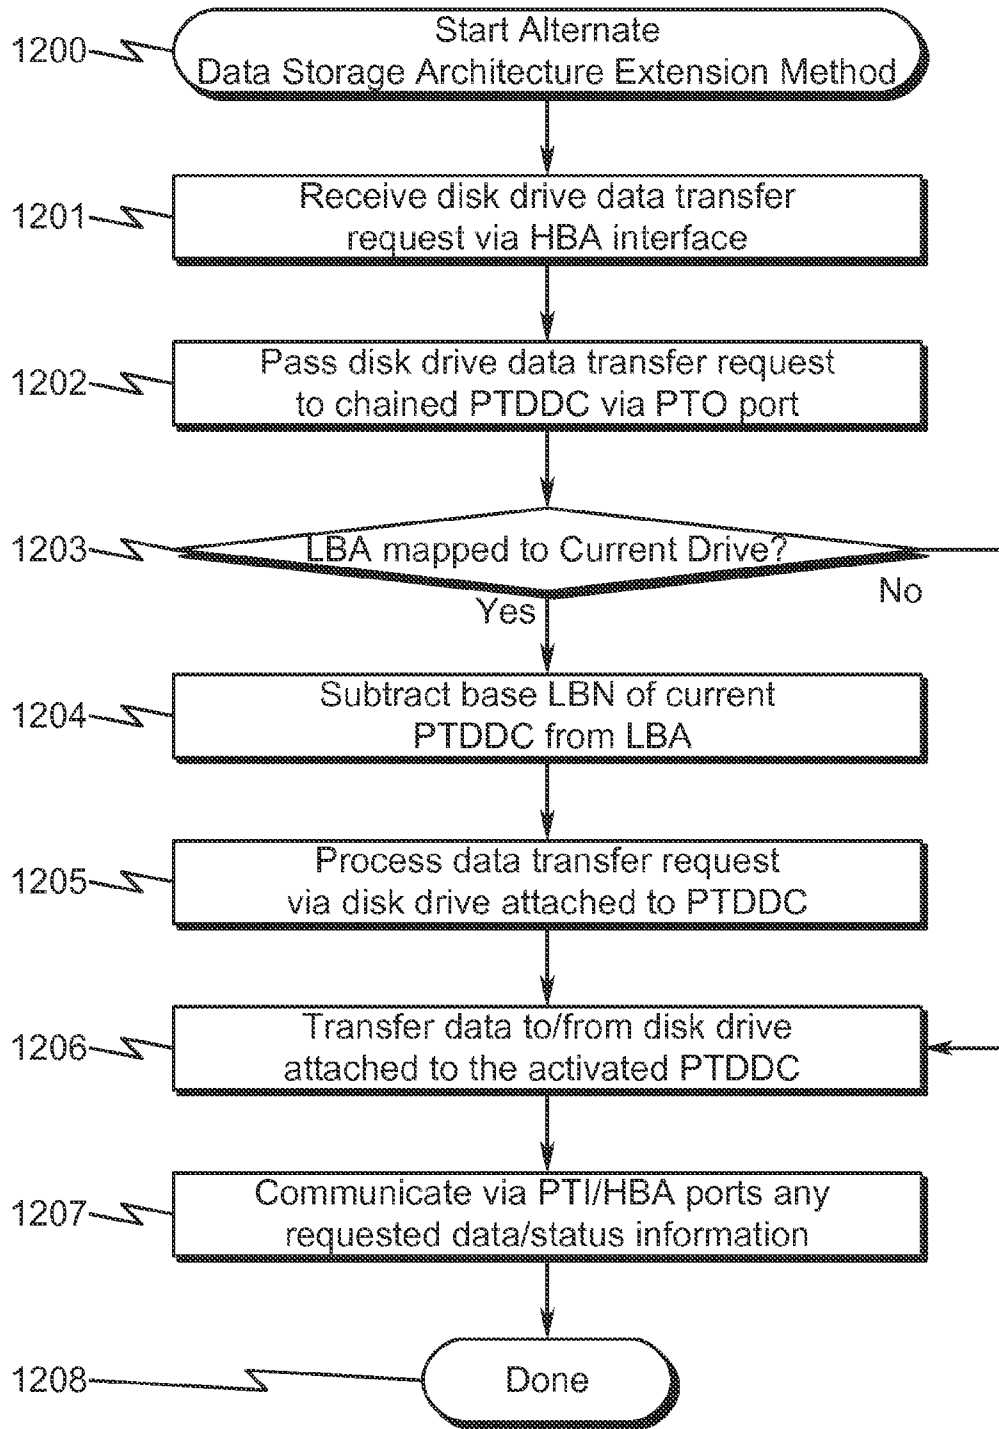 1200
Start Alternate
Data Storage Architecture Extension Method
1201
Receive disk drive data transfer
request via HBA interface
1202
Pass disk drive data transfer request
to chained PTDDC via PTO port
1203
LBA mapped to Current Drive?
No
Yes
1204
Subtract base LBN of current
PTDDC from LBA
1205
Process data transfer request
via disk drive attached to PTDDC
1206
Transfer data to/from disk drive
attached to the activated PTDDC
1207
Communicate via PTI/HBA ports any
requested data/status information
1208
Done